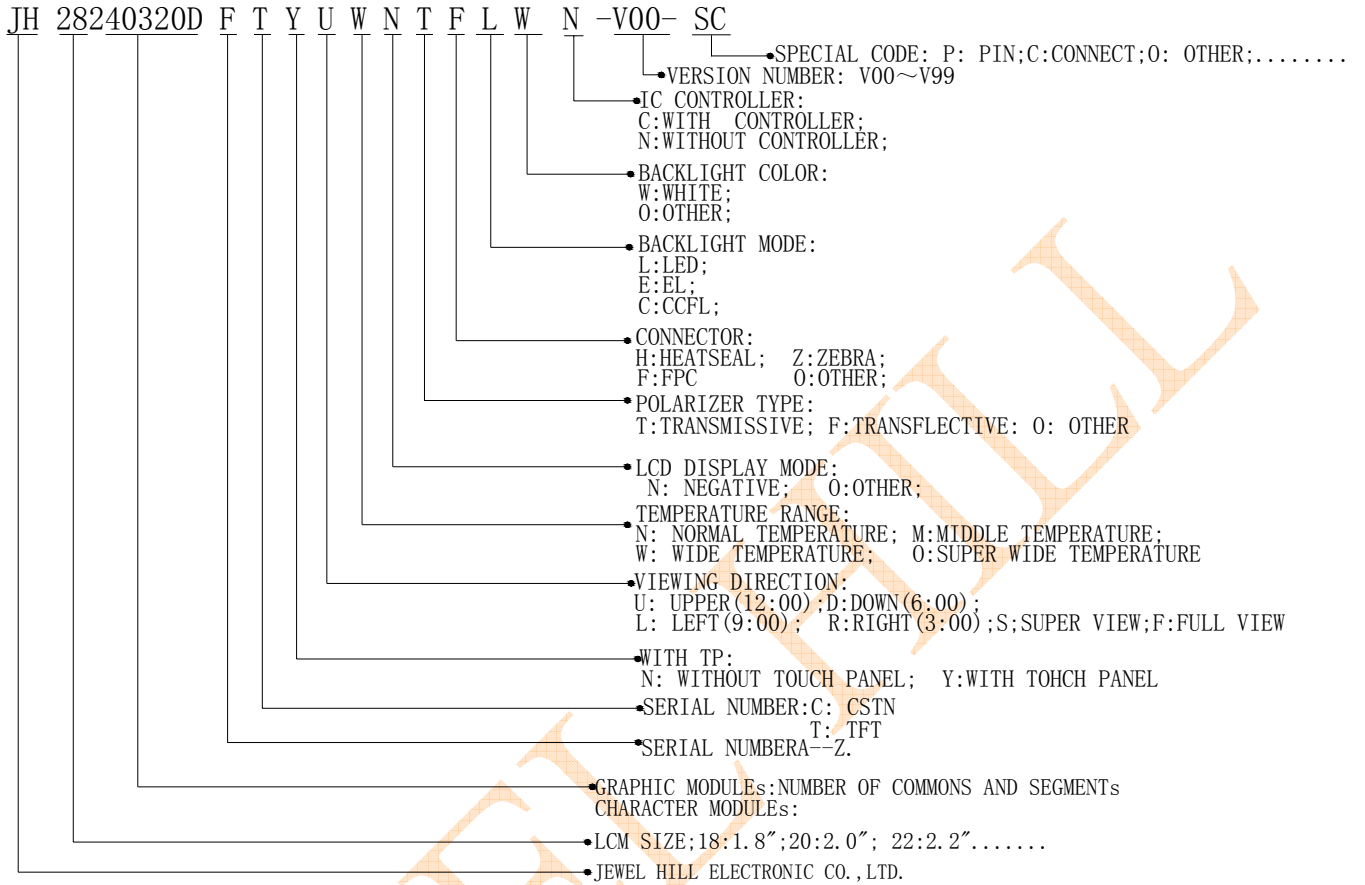 JH 28240320D F T Y U W N T F L W N -V00- SC
SPECIAL CODE: P: PIN;C:CONNECT;O: OTHER;........
VERSION NUMBER: V00～V99
IC CONTROLLER:
C:WITH CONTROLLER;
N:WITHOUT CONTROLLER;
BACKLIGHT COLOR:
W:WHITE;
O:OTHER;
BACKLIGHT MODE:
L:LED;
E:EL;
C:CCFL;
CONNECTOR:
H:HEATSEAL; Z:ZEBRA;
F:FPC O:OTHER;
POLARIZER TYPE:
T:TRANSMISSIVE; F:TRANSFLECTIVE: O: OTHER
LCD DISPLAY MODE:
N: NEGATIVE; O:OTHER;
TEMPERATURE RANGE:
N: NORMAL TEMPERATURE; M:MIDDLE TEMPERATURE;
W: WIDE TEMPERATURE; O:SUPER WIDE TEMPERATURE
VIEWING DIRECTION:
U: UPPER(12:00);D:DOWN(6:00);
L: LEFT(9:00); R:RIGHT(3:00);S;SUPER VIEW;F:FULL VIEW
WITH TP:
N: WITHOUT TOUCH PANEL; Y:WITH TOHCH PANEL
SERIAL NUMBER:C: CSTN
T: TFT
SERIAL NUMBERA--Z.
GRAPHIC MODULEs:NUMBER OF COMMONS AND SEGMENTs
CHARACTER MODULEs:
LCM SIZE;18:1.8″;20:2.0″; 22:2.2″.......
JEWEL HILL ELECTRONIC CO.,LTD.
EL HILL